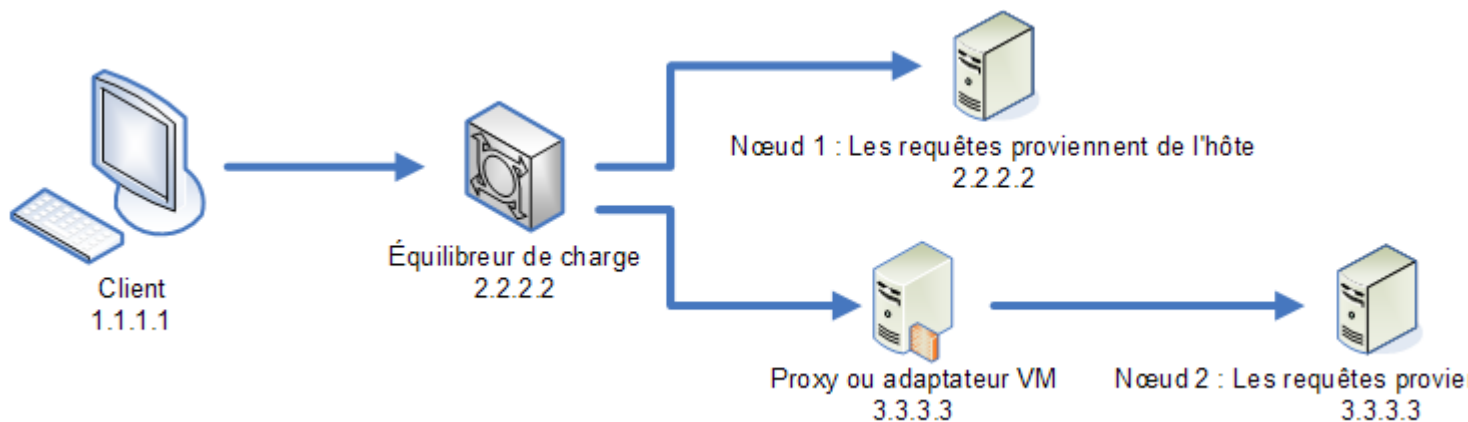 Nœud 1 : Les requêtes proviennent de l'hôte
2.2.2.2
Équilibreur de charge
2.2.2.2
Client
1.1.1.1
Proxy ou adaptateur VM
3.3.3.3
Nœud 2 : Les requêtes
3.3.3.3